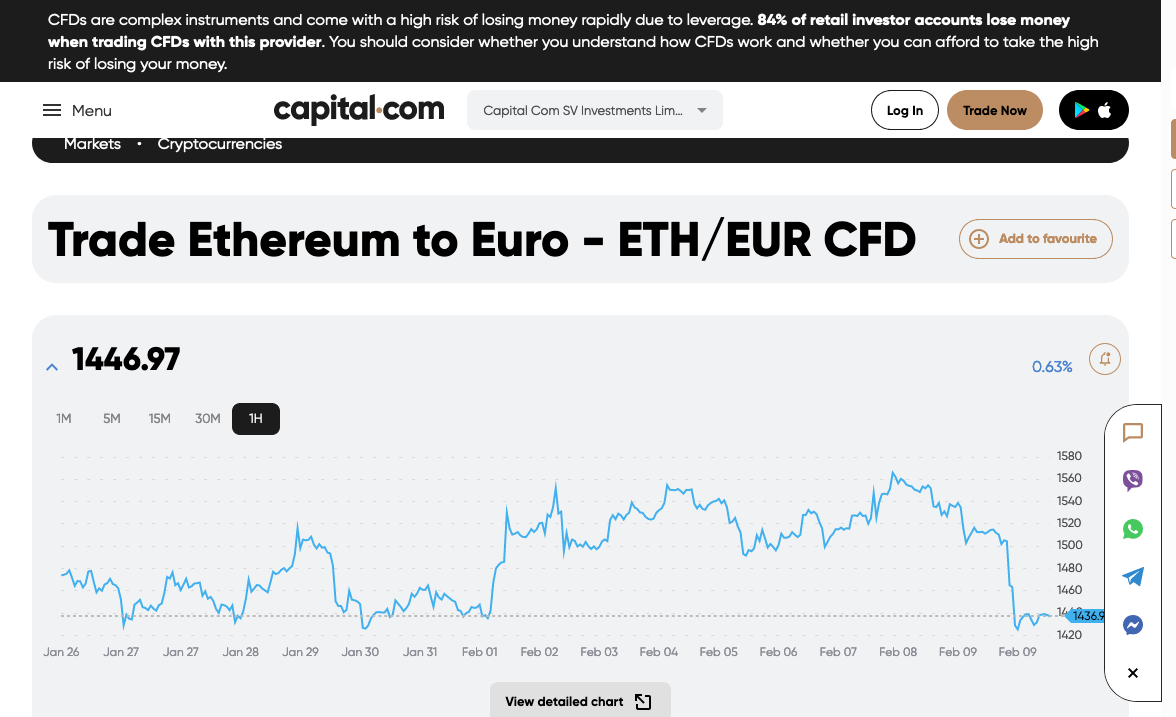 CFDs are complex instruments and come with a high risk of losing money rapidly due to leverage. 84% of retail investor accounts lose money
when trading CFDs with this provider. You should consider whether you understand how CFDs work and whether you can afford to take the high
risk of losing your money.
Menu
capital.com
Capital Com SV Investments Lim...
Log In
Trade Now
Markets • Cryptocurrencies
Trade Ethereum to Euro - ETH/EUR CFD
Add to favourite
1446.97
0.63%
1M 5M 15M 30M 1H
1580
1560
1540
1520
1500
1480
1460
1440
1436.9
1420
Jan 26 Jan 27 Jan 27 Jan 28 Jan 29 Jan 30 Jan 31 Feb 01 Feb 02 Feb 03 Feb 04 Feb 05 Feb 06 Feb 07 Feb 08 Feb 09 Feb 09
View detailed chart